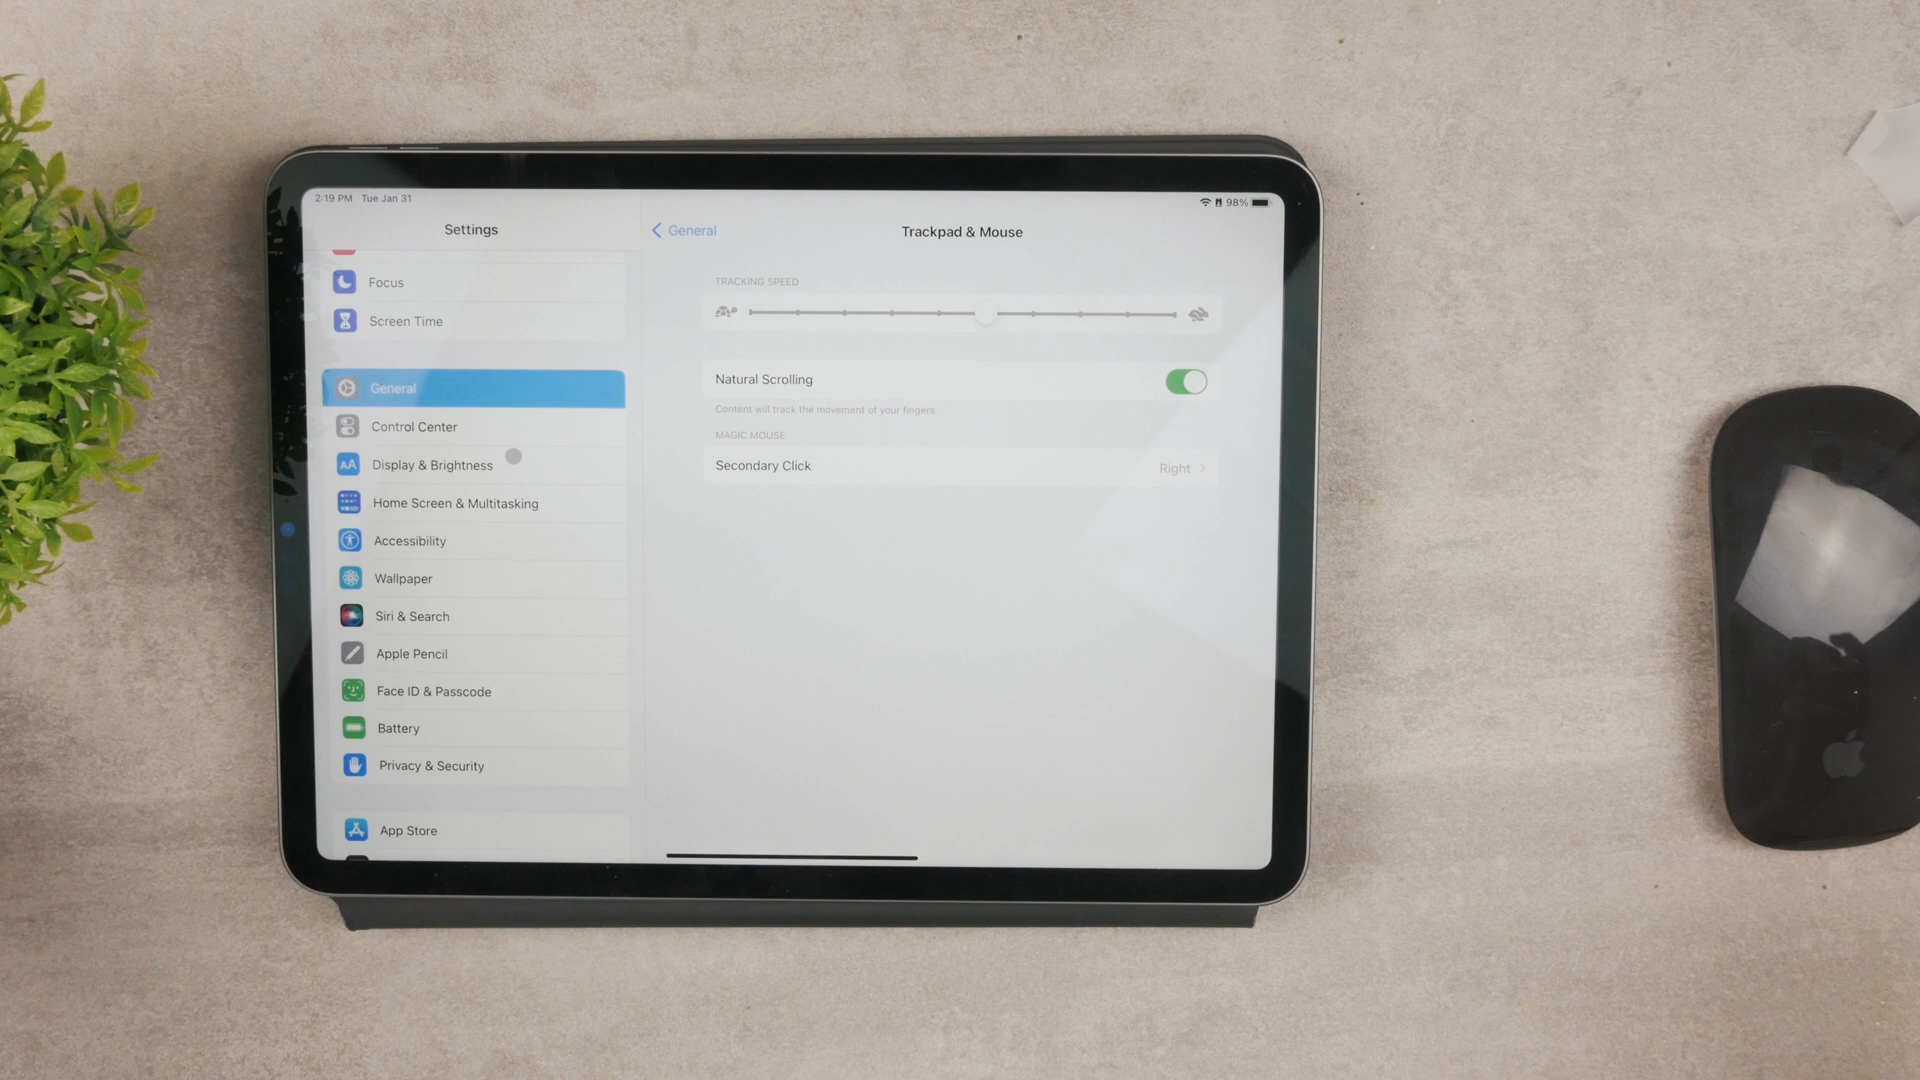 2:19 PM Tue Jan 31
98%
Settings
Focus
Screen Time
General
Control Center
Display & Brightness
Home Screen & Multitasking
Accessibility
Wallpaper
Siri & Search
Apple Pencil
Face ID & Passcode
Battery
Privacy & Security
App Store
General
Trackpad & Mouse
TRACKING SPEED
Natural Scrolling
Content will track the movement of your fingers.
MAGIC MOUSE
Secondary Click Right